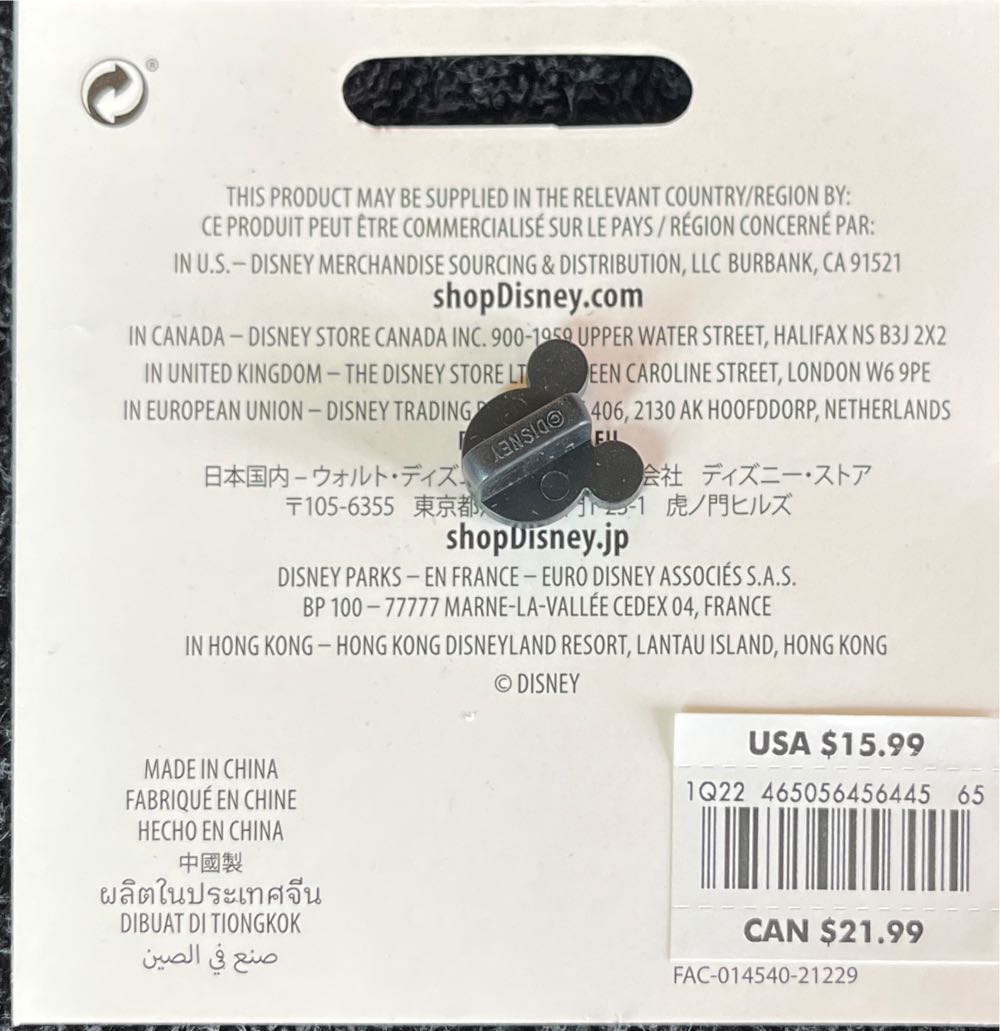 ®
THIS PRODUCT MAY BE SUPPLIED IN THE RELEVANT COUNTRY/REGION BY:
CE PRODUIT PEUT ÊTRE COMMERCIALISÉ SUR LE PAYS / RÉGION CONCERNÉ PAR:
IN U.S.– DISNEY MERCHANDISE SOURCING & DISTRIBUTION, LLC BURBANK, CA 91521
shopDisney.com
IN CANADA – DISNEY STORE CANADA INC. 900-1959 UPPER WATER STREET, HALIFAX NS B3J 2X2
IN UNITED KINGDOM – THE DISNEY STORE CAROLINE STREET, LONDON W6 9PE
IN EUROPEAN UNION – DISNEY TRADING 2130 AK HOOFDDORP, NETHERLANDS
©DISNEY
日本国内 – ウォルト・ディズ 会社 ディズニー・ストア
〒105-6355 東京都 虎ノ門ヒルズ
shopDisney.jp
DISNEY PARKS – EN FRANCE – EURO DISNEY ASSOCIÉS S.A.S.
BP 100 – 77777 MARNE-LA-VALLÉE CEDEX 04, FRANCE
IN HONG KONG – HONG KONG DISNEYLAND RESORT, LANTAU ISLAND, HONG KONG
© DISNEY
MADE IN CHINA
FABRIQUÉ EN CHINE
HECHO EN CHINA
中國製
ผลิตในประเทศจีน
DIBUAT DI TIONGKOK
صنع في الصين
USA $15.99
1Q22 465056456445 65
CAN $21.99
FAC-014540-21229